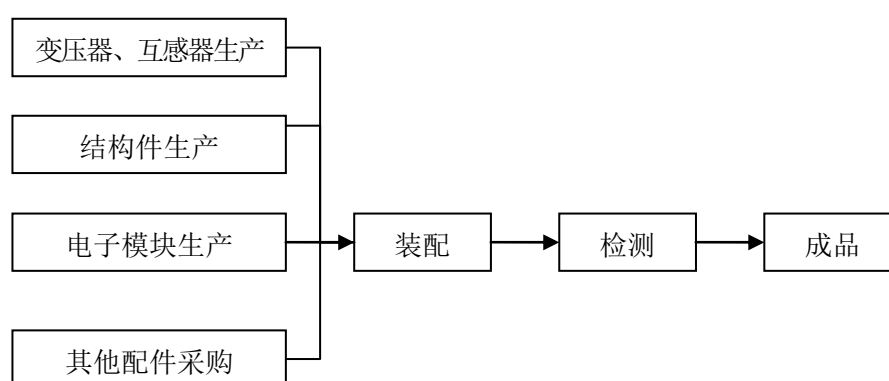 变压器、互感器生产
结构件生产
电子模块生产
装配
检测
成品
其他配件采购